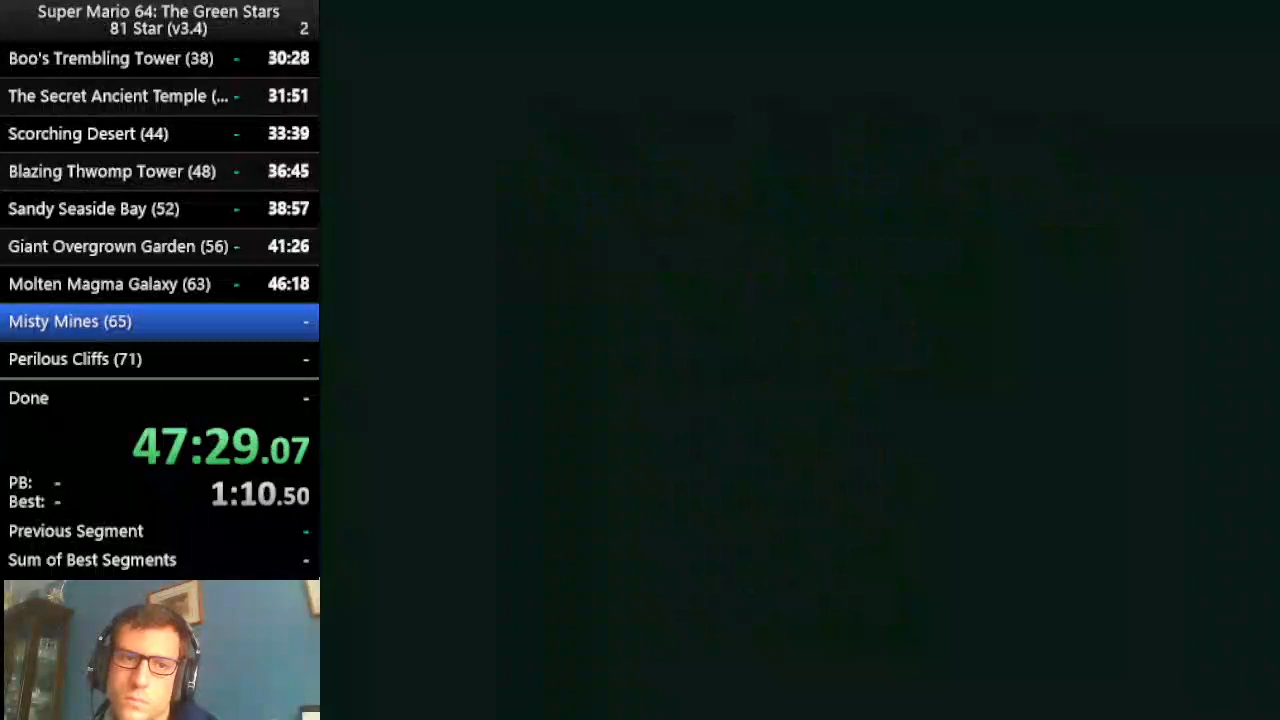 Super Mario 64: The Green Stars
81 Star (v3.4) 2
Boo's Trembling Tower (38) - 30:28
The Secret Ancient Temple (... - 31:51
Scorching Desert (44) - 33:39
Blazing Thwomp Tower (48) - 36:45
Sandy Seaside Bay (52) - 38:57
Giant Overgrown Garden (56) - 41:26
Molten Magma Galaxy (63) - 46:18
Misty Mines (65) -
Perilous Cliffs (71) -
Done -
47:29.07
PB: - 1:10.50
Best: -
Previous Segment -
Sum of Best Segments -